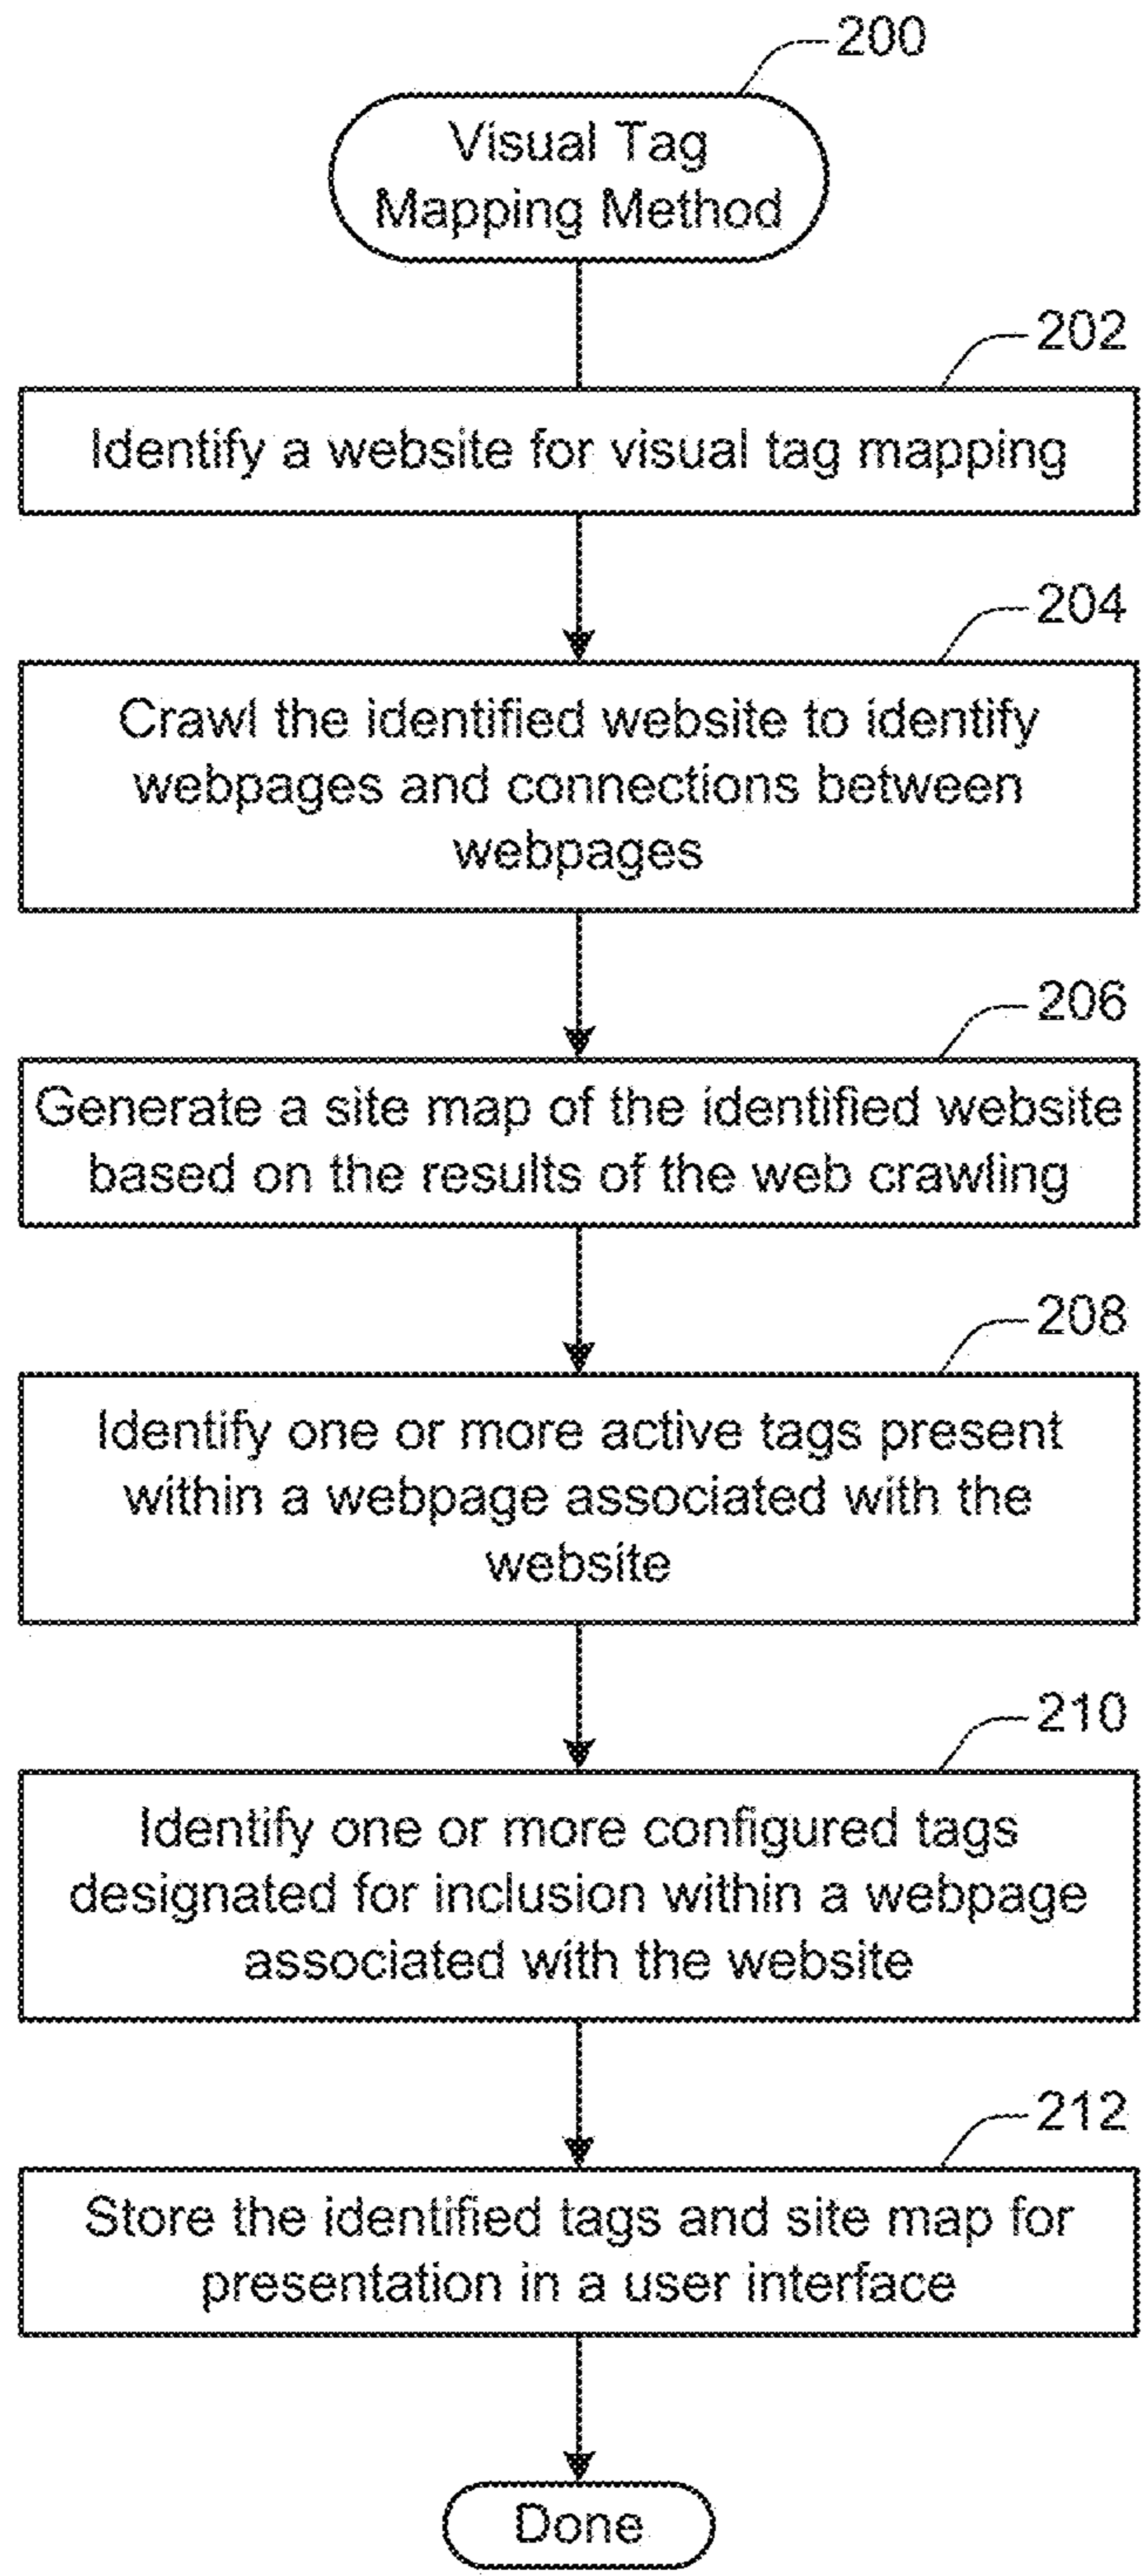 200
Visual Tag
Mapping Method
202
Identify a website for visual tag mapping
204
Crawl the identified website to identify
webpages and connections between
webpages
206
Generate a site map of the identified website
based on the results of the web crawling
208
Identify one or more active tags present
within a webpage associated with the
website
210
Identify one or more configured tags
designated for inclusion within a webpage
associated with the website
212
Store the identified tags and site map for
presentation in a user interface
Done